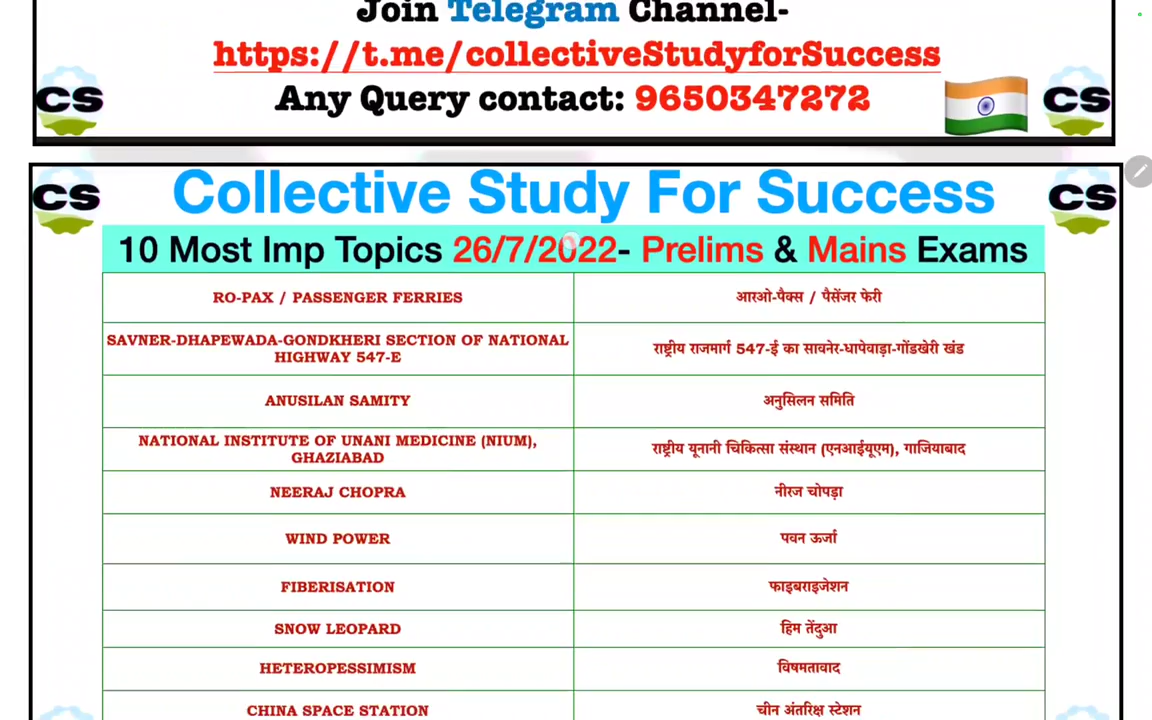 Join Telegram Channel-
https://t.me/collectiveStudyforSuccess
Any Query contact: 9650347272
CS
CS
CS
Collective Study For Success
CS
10 Most Imp Topics 26/7/2022- Prelims & Mains Exams
RO-PAX / PASSENGER FERRIES
आरओ-पैक्स / पैसेंजर फेरी
SAVNER-DHAPEWADA-GONDKHERI SECTION OF NATIONAL
HIGHWAY 547-E
राष्ट्रीय राजमार्ग 547-ई का सावनेर-धापेवाड़ा-गोंडखेरी खंड
ANUSILAN SAMITY
अनुसिलन समिति
NATIONAL INSTITUTE OF UNANI MEDICINE (NIUM),
GHAZIABAD
राष्ट्रीय यूनानी चिकित्सा संस्थान (एनआईयूएम), गाजियाबाद
NEERAJ CHOPRA
नीरज चोपड़ा
WIND POWER
पवन ऊर्जा
FIBERISATION
फाइबराइजेशन
SNOW LEOPARD
हिम तेंदुआ
HETEROPESSIMISM
विषमतावाद
CHINA SPACE STATION
चीन अंतरिक्ष स्टेशन